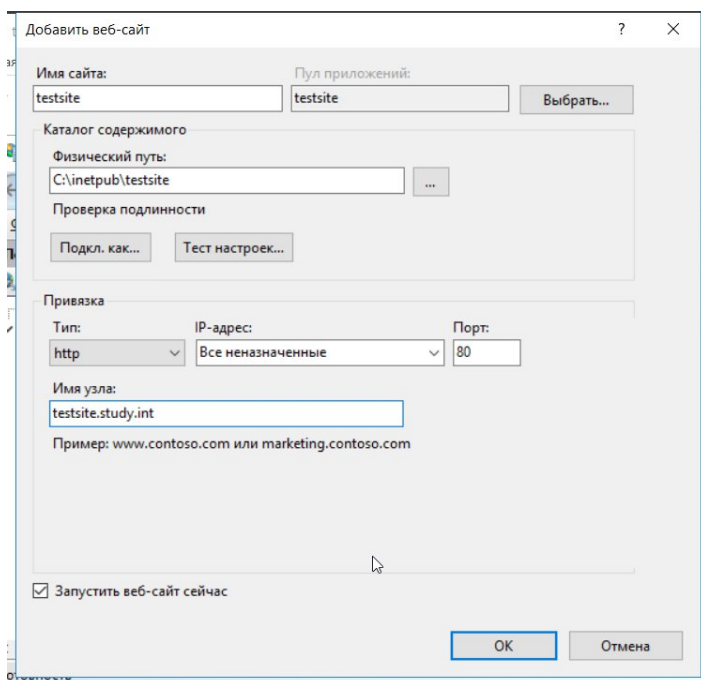 Добавить веб-сайт
?
Имя сайта:
Пул приложений:
testsite
testsite
Выбрать...
Каталог содержимого
Физический путь:
C:\inetpub\testsite
...
Проверка подлинности
Подкл. как...
Тест настроек...
Привязка
Тип:
IP-адрес:
Порт:
http
Все неназначенные
80
Имя узла:
testsite.study.int
Пример: www.contoso.com или marketing.contoso.com
Запустить веб-сайт сейчас
OK
Отмена